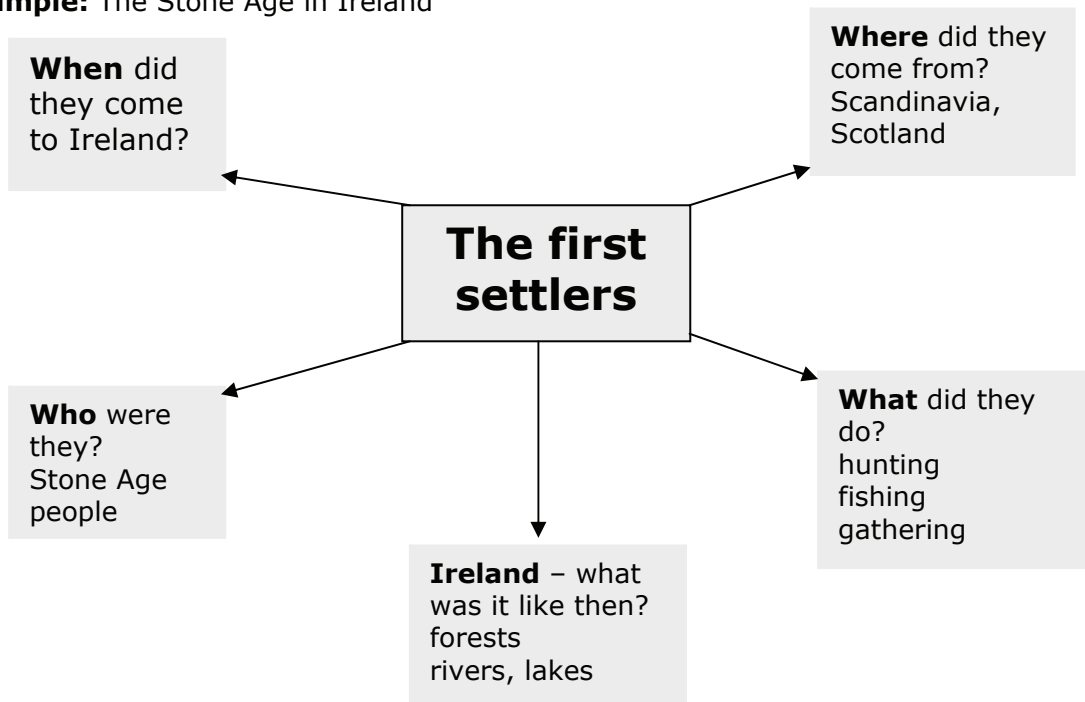 mple: The Stone Age in Ireland
When did
they come
to Ireland?
Where did they
come from?
Scandinavia,
Scotland
The first
settlers
Who were
they?
Stone Age
people
What did they
do?
hunting
fishing
gathering
Ireland – what
was it like then?
forests
rivers, lakes